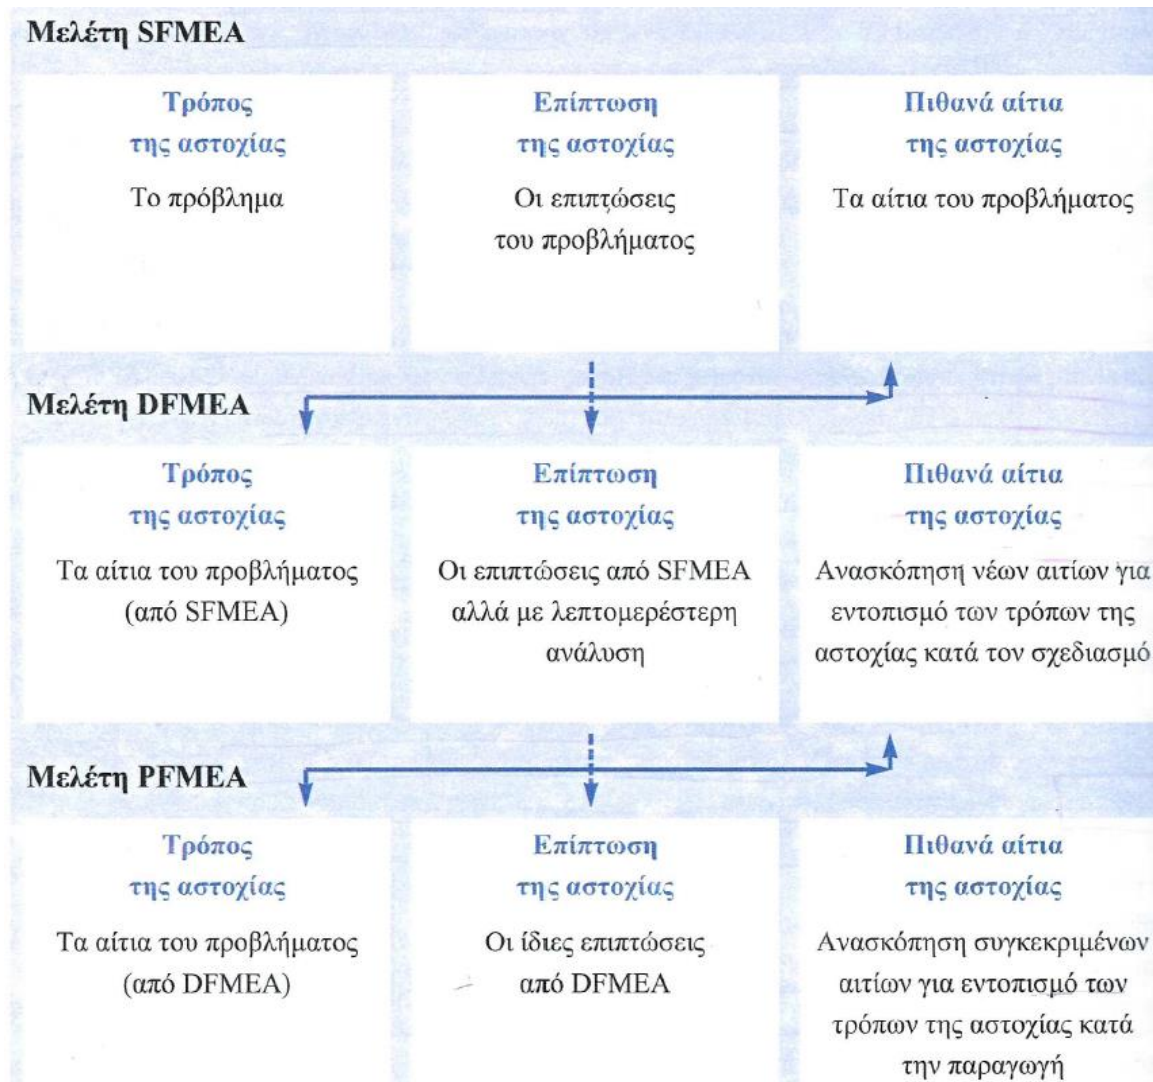 Μελέτη SFMEA
Τρόπος
της αστοχίας
Το πρόβλημα
Επίπτωση
της αστοχίας
Οι επιπτώσεις
του προβλήματος
Πιθανά αίτια
της αστοχίας
Τα αίτια του προβλήματος
Μελέτη DFMEA
Τρόπος
της αστοχίας
Τα αίτια του προβλήματος
(από SFMEA)
Επίπτωση
της αστοχίας
Οι επιπτώσεις από SFMEA
αλλά με λεπτομερέστερη
ανάλυση
Πιθανά αίτια
της αστοχίας
Ανασκόπηση νέων αιτίων για
εντοπισμό των τρόπων της
αστοχίας κατά τον σχεδιασμό
Μελέτη PFMEA
Τρόπος
της αστοχίας
Τα αίτια του προβλήματος
(από DFMEA)
Επίπτωση
της αστοχίας
Οι ίδιες επιπτώσεις
από DFMEA
Πιθανά αίτια
της αστοχίας
Ανασκόπηση συγκεκριμένων
αιτίων για εντοπισμό των
τρόπων της αστοχίας κατά
την παραγωγή